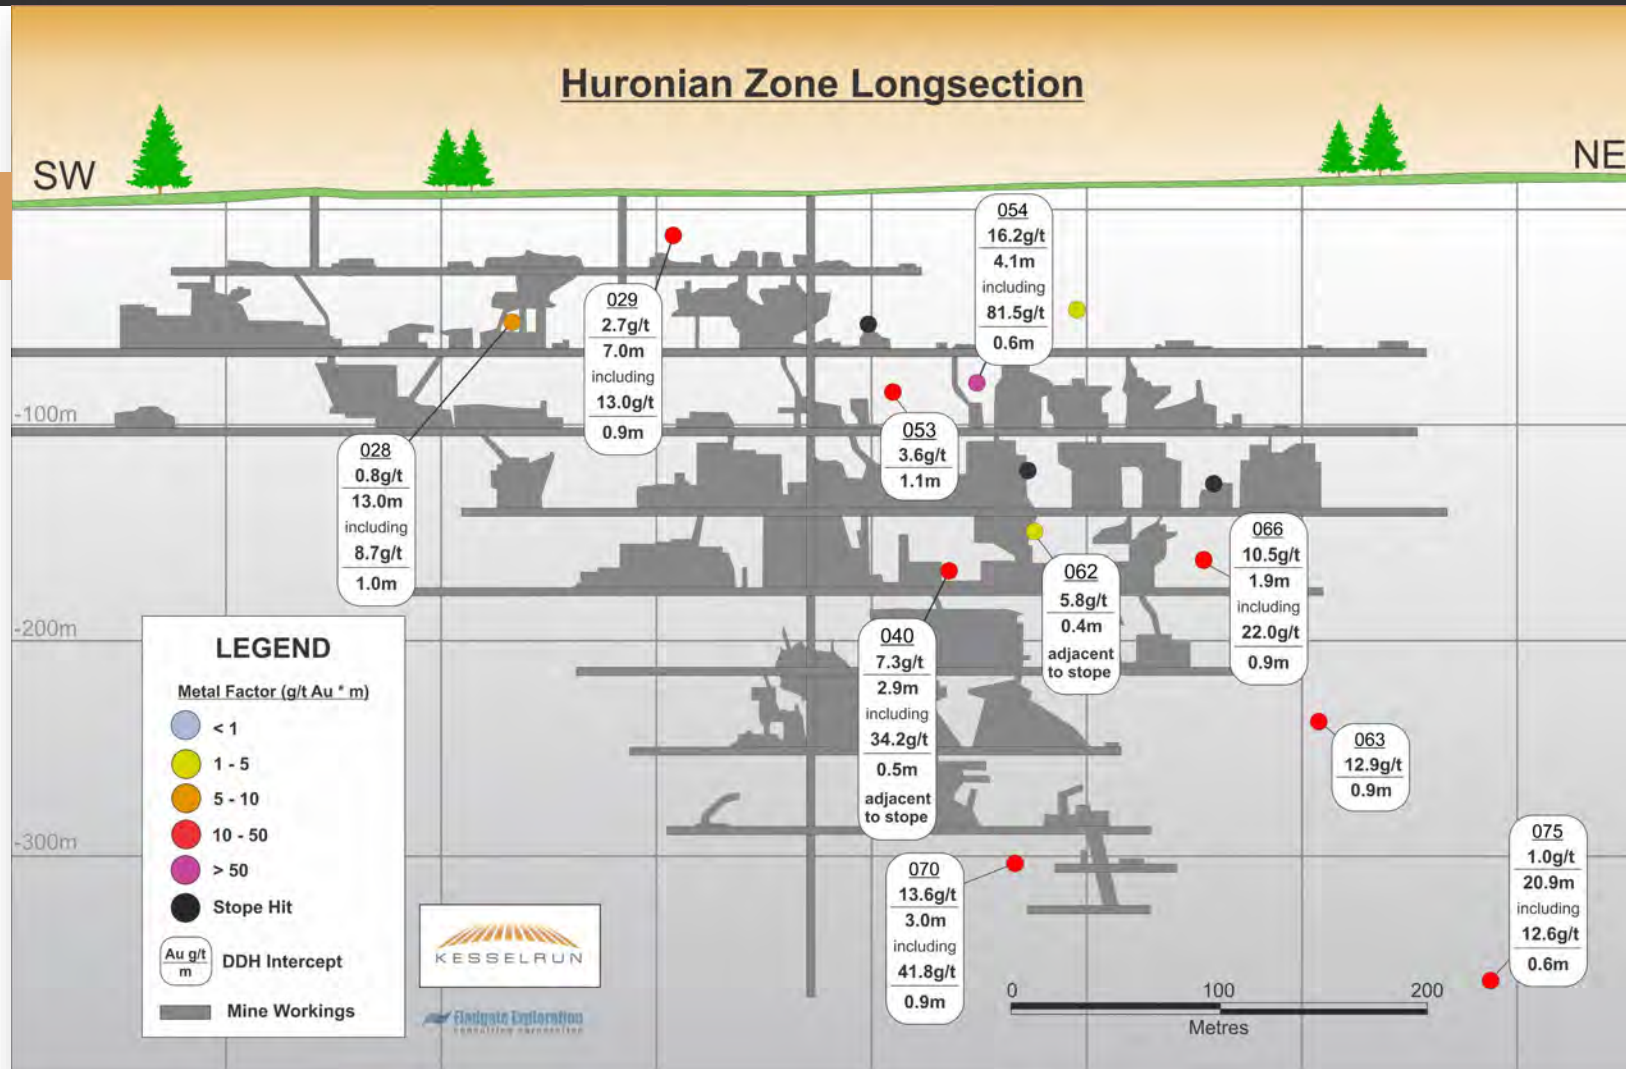 Huronian Zone Longsection
SW
NE
054
16.2g/t
4.1m
including
81.5g/t
0.6m
029
2.7g/t
7.0m
including
13.0g/t
0.9m
-100m
053
3.6g/t
1.1m
028
0.8g/t
13.0m
including
8.7g/t
1.0m
066
10.5g/t
1.9m
including
22.0g/t
0.9m
062
5.8g/t
0.4m
adjacent
to stope
-200m
040
7.3g/t
2.9m
including
34.2g/t
0.5m
adjacent
to stope
063
12.9g/t
0.9m
-300m
075
1.0g/t
20.9m
including
12.6g/t
0.6m
070
13.6g/t
3.0m
including
41.8g/t
0.9m
LEGEND
Metal Factor (g/t Au * m)
< 1
1 - 5
5 - 10
10 - 50
> 50
Stope Hit
Au g/t
m
DDH Intercept
Mine Workings
KESSELRUN
Fladgate Exploration
consulting corporation
0 100 200
Metres